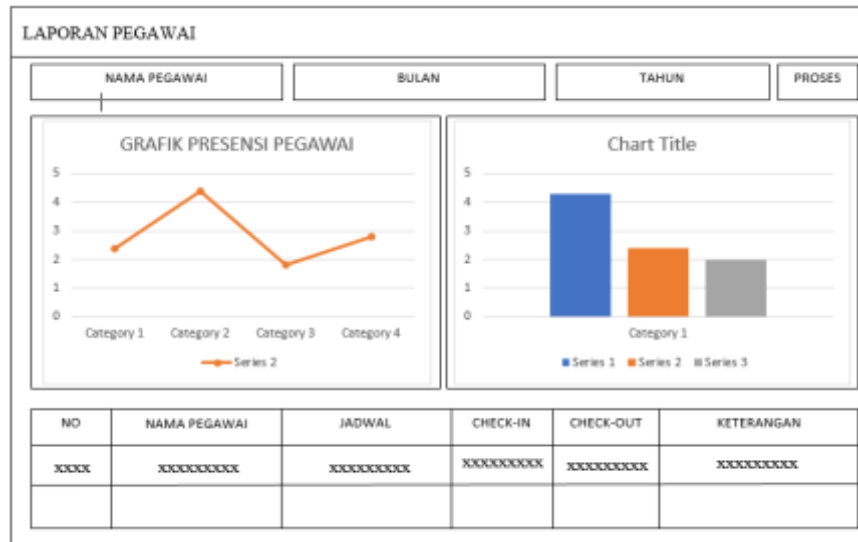 LAPORAN PEGAWAI
NAMA PEGAWAI BULAN TAHUN PROSES
GRAFIK PRESENSI PEGAWAI
5
4
3
2
1
0
Category 1 Category 2 Category 3 Category 4
Series 2
Chart Title
5
4
3
2
1
0
Category 1
Series 1 Series 2 Series 3
NO NAMA PEGAWAI JADWAL CHECK-IN CHECK-OUT KETERANGAN
XXXX XXXXXXXXX XXXXXXXXX XXXXXXXXX XXXXXXXXX XXXXXXXXX